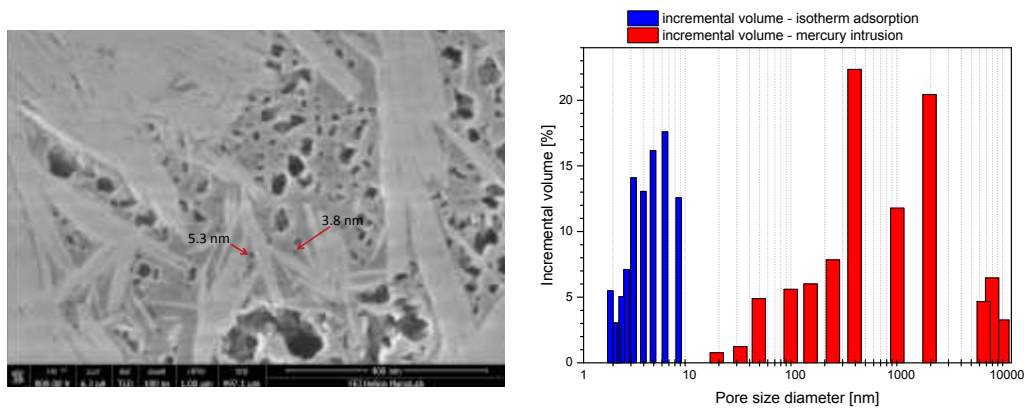 5.3 nm
3.8 nm
incremental volume - isotherm adsorption
incremental volume - mercury intrusion
Incremental volume [%]
20
15
10
5
0
1
10
100
1000
10000
Pore size diameter [nm]